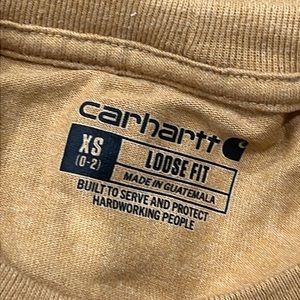 carhartt
XS
(0-2)
LOOSE FIT
MADE IN GUATEMALA
BUILT TO SERVE AND PROTECT
HARDWORKING PEOPLE